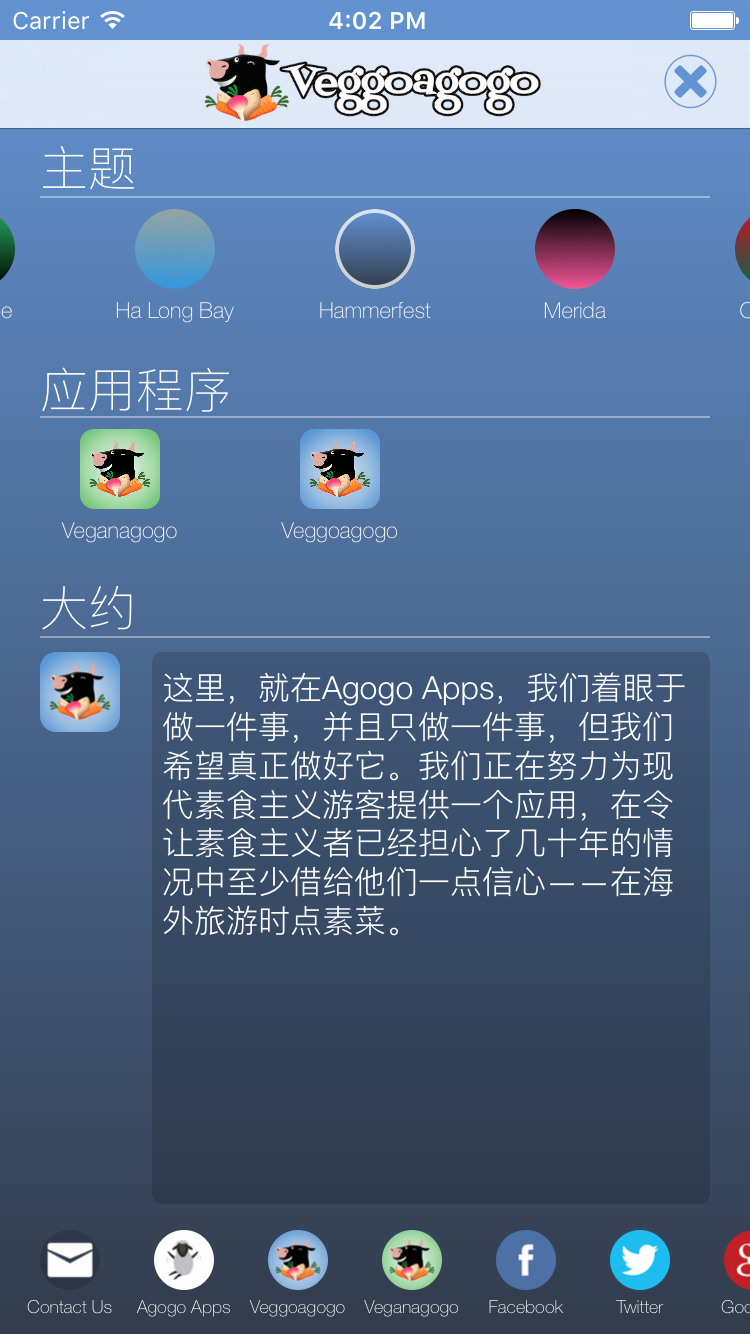 Carrier 4:02 PM
Veggoagogo
主题
e Ha Long Bay Hammerfest Merida
应用程序
Veganagogo Veggoagogo
大约
这里，就在Agogo Apps，我们着眼于
做一件事，并且只做一件事，但我们
希望真正做好它。我们正在努力为现
代素食主义游客提供一个应用，在令
让素食主义者已经担心了几十年的情
况中至少借给他们一点信心——在海
外旅游时点素菜。
Contact Us Agogo Apps Veggoagogo Veganagogo Facebook Twitter Goo